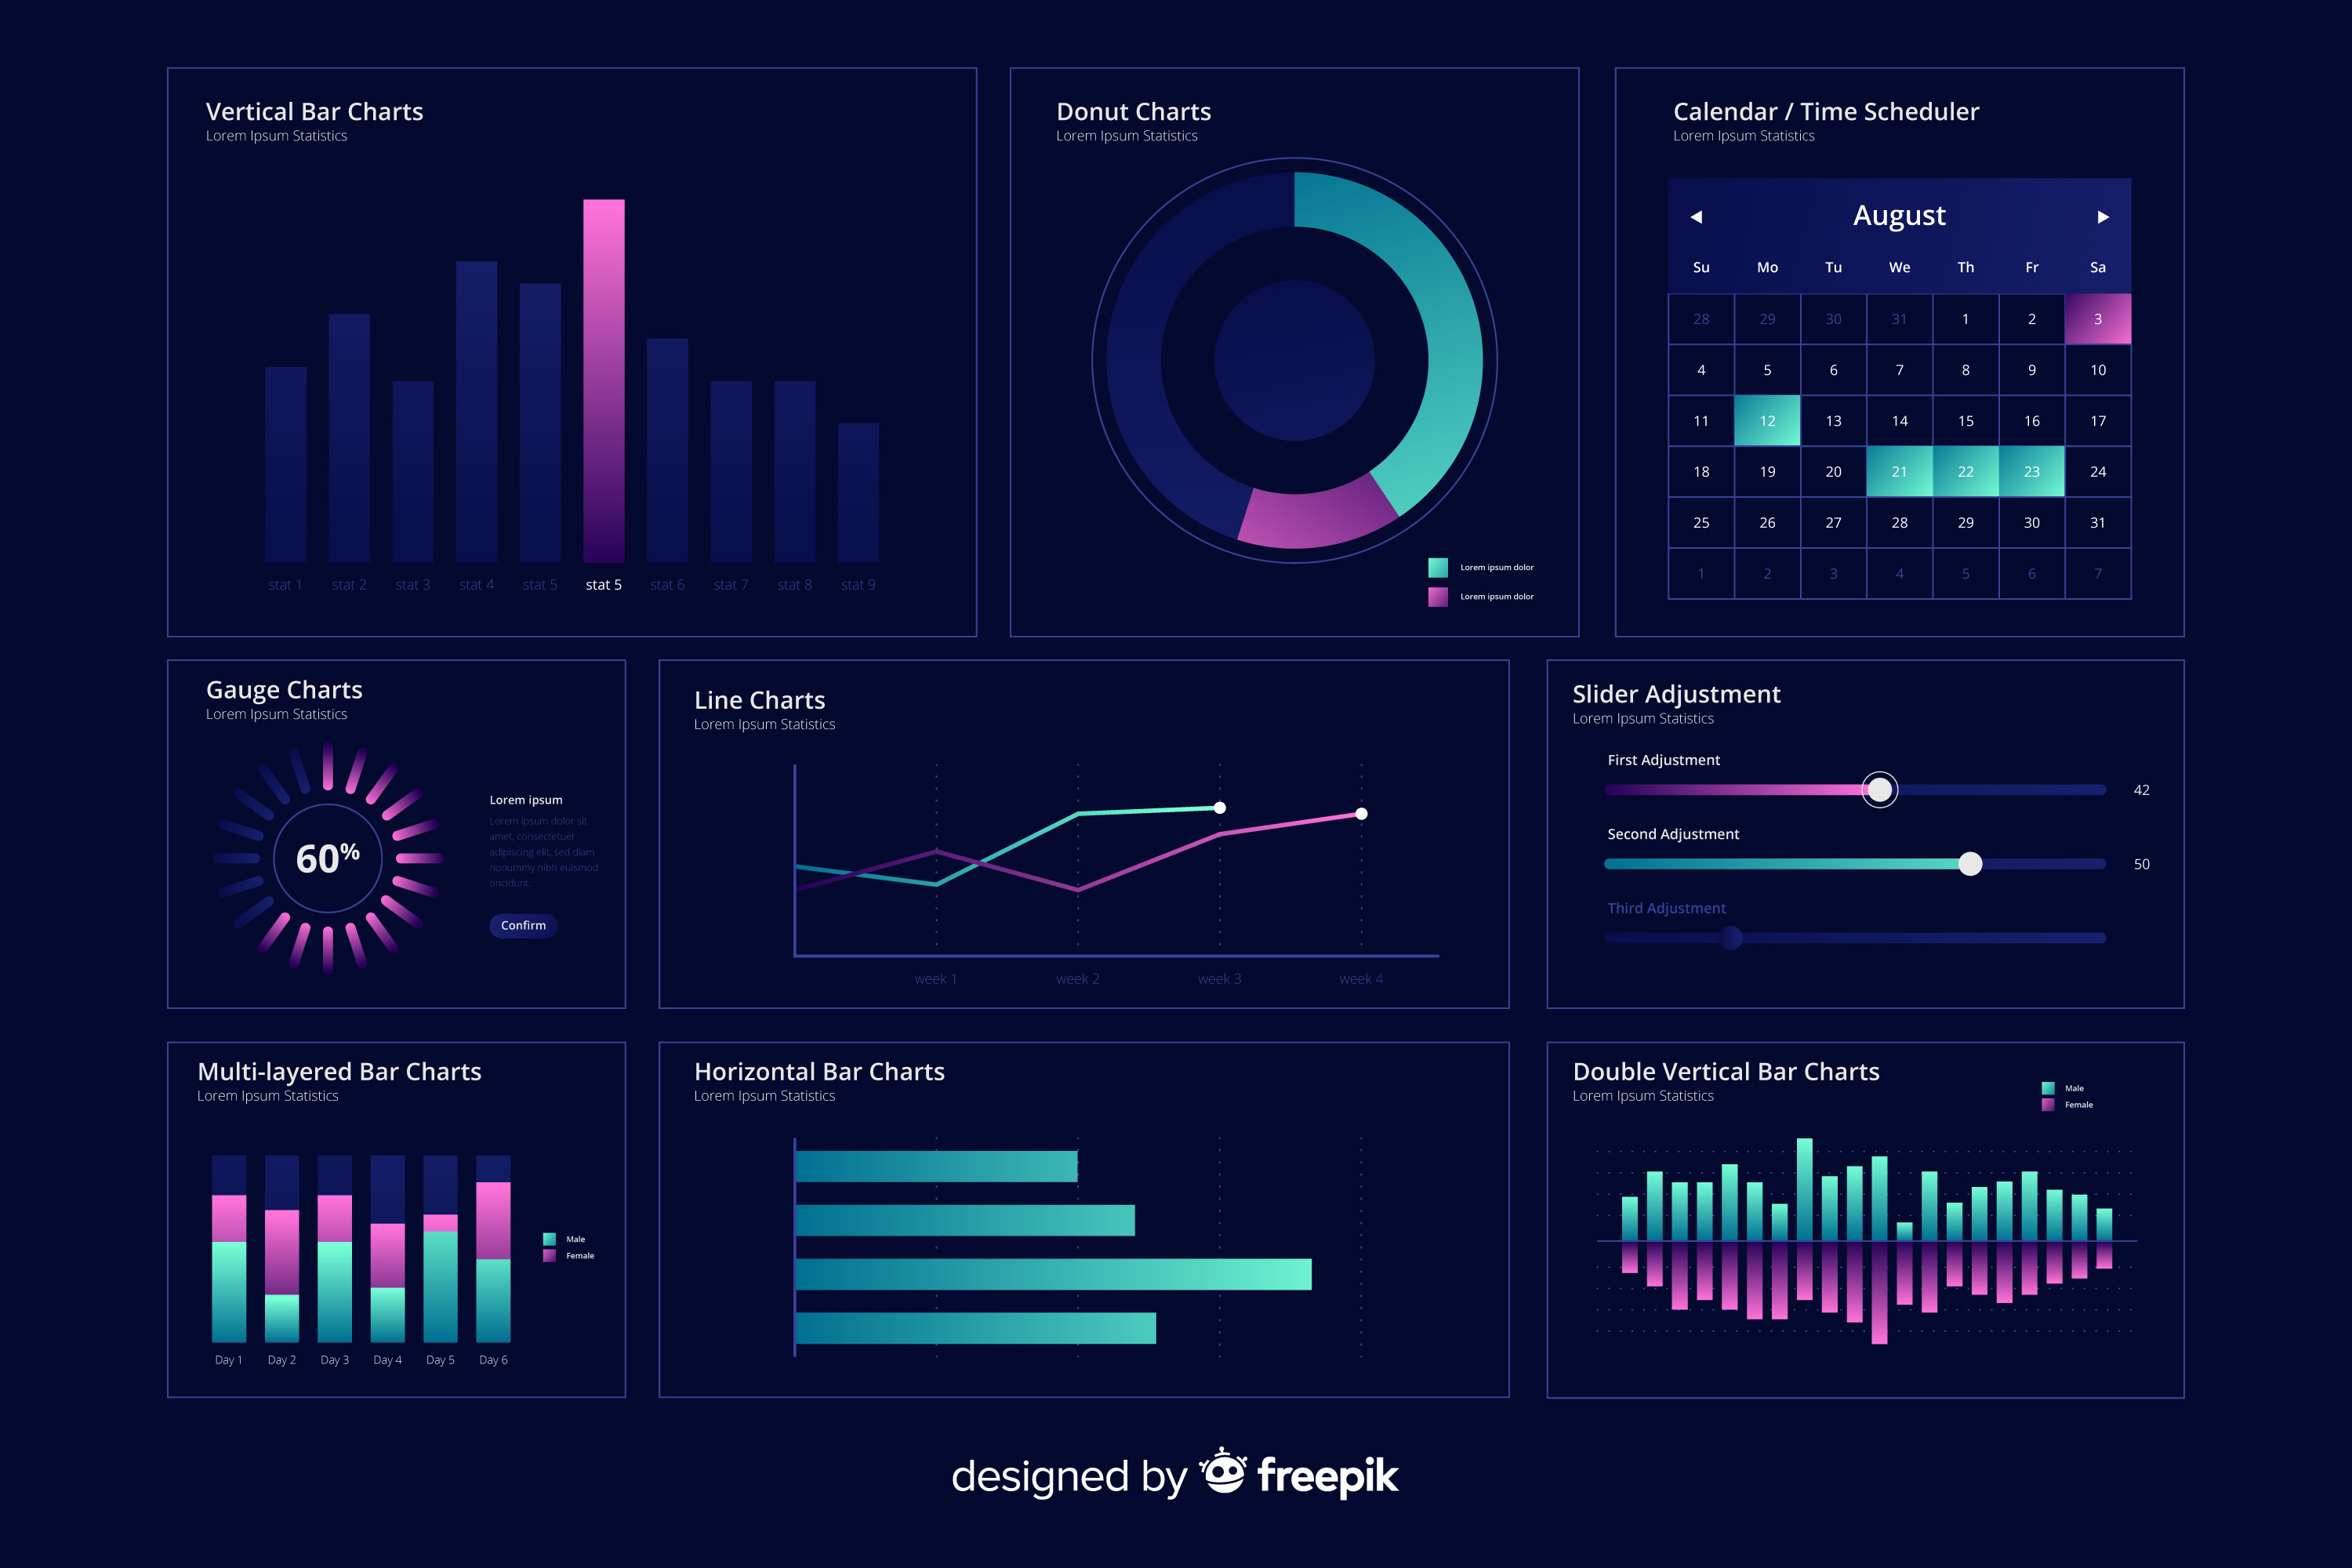 Vertical Bar Charts
Lorem Ipsum Statistics
stat 1 stat 2 stat 3 stat 4 stat 5 stat 5 stat 6 stat 7 stat 8 stat 9
Donut Charts
Lorem Ipsum Statistics
Lorem ipsum dolor
Lorem ipsum dolor
Calendar / Time Scheduler
Lorem Ipsum Statistics
August
Su Mo Tu We Th Fr Sa
28 29 30 31 1 2 3
4 5 6 7 8 9 10
11 12 13 14 15 16 17
18 19 20 21 22 23 24
25 26 27 28 29 30 31
1 2 3 4 5 6 7
Gauge Charts
Lorem Ipsum Statistics
60%
Lorem ipsum
Lorem ipsum dolor sit
amet, consectetuer
adipiscing elit, sed diam
nonummy nibh euismod
tincidunt.
Confirm
Line Charts
Lorem Ipsum Statistics
week 1 week 2 week 3 week 4
Slider Adjustment
Lorem Ipsum Statistics
First Adjustment
42
Second Adjustment
50
Third Adjustment
Multi-layered Bar Charts
Lorem Ipsum Statistics
Male
Female
Day 1 Day 2 Day 3 Day 4 Day 5 Day 6
Horizontal Bar Charts
Lorem Ipsum Statistics
Double Vertical Bar Charts
Lorem Ipsum Statistics
Male
Female
designed by freepik